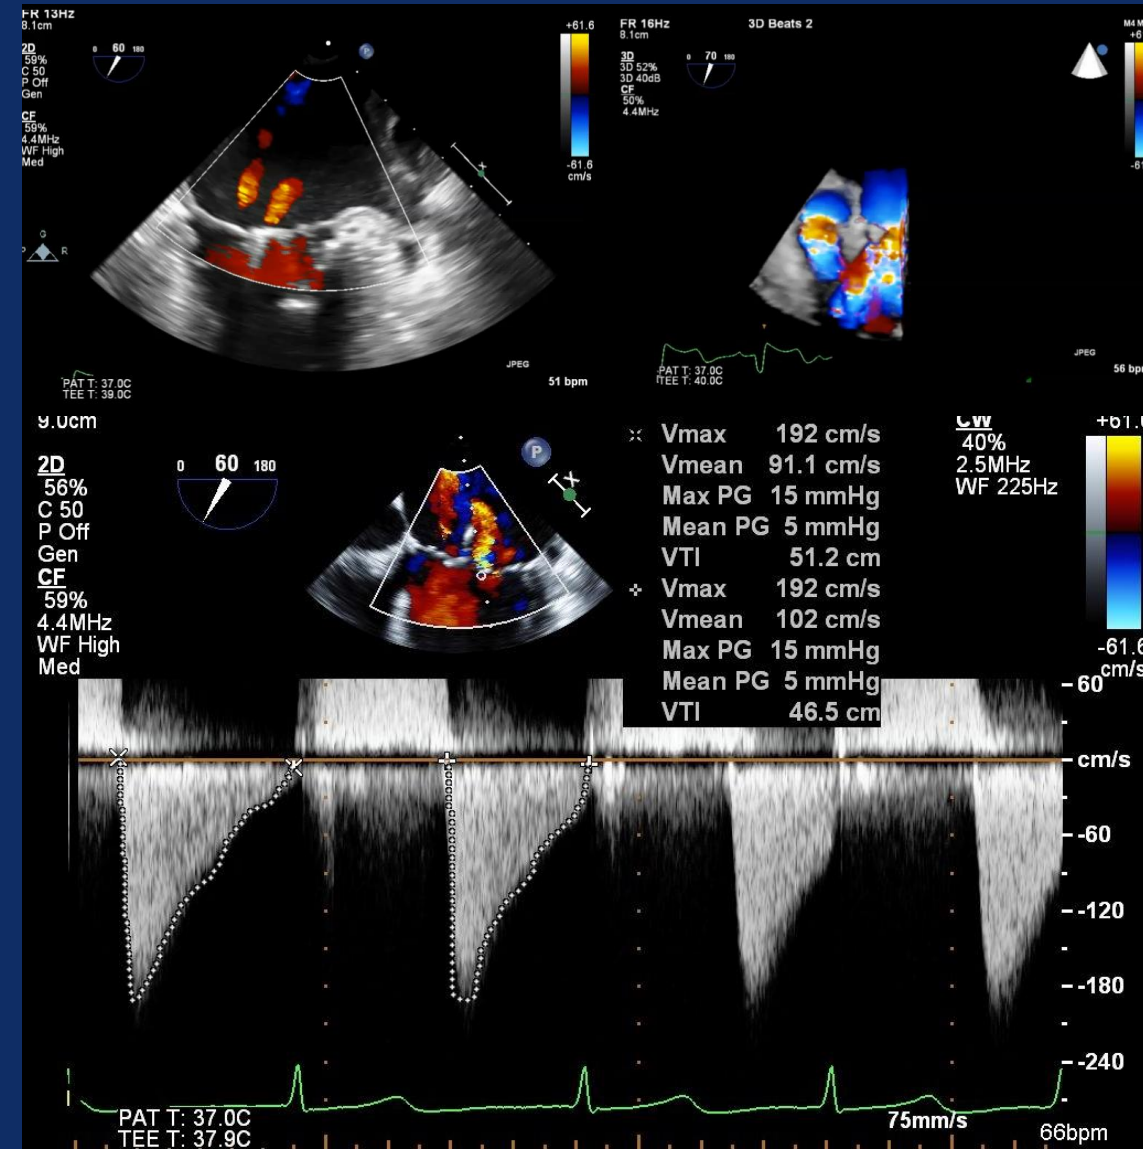 FR 13Hz
8.1cm
2D
59%
C 50
P Off
Gen
CF
59%
4.4MHz
WF High
Med
0 60 180
P
X
+61.6
-61.6
cm/s
G
P R
JPEG
PAT T: 37.0C
TEE T: 39.0C
51 bpm
FR 16Hz
8.1cm
3D Beats 2
3D
3D 52%
3D 40dB
CF
50%
4.4MHz
0 70 180
JPEG
PAT T: 37.0C
TEE T: 40.0C
9.0cm
2D
56%
C 50
P Off
Gen
CF
59%
4.4MHz
WF High
Med
0 60 180
P
X
Vmax 192 cm/s
Vmean 91.1 cm/s
Max PG 15 mmHg
Mean PG 5 mmHg
VTI 51.2 cm
Vmax 192 cm/s
Vmean 102 cm/s
Max PG 15 mmHg
Mean PG 5 mmHg
VTI 46.5 cm
CW
40%
2.5MHz
WF 225Hz
-61.6
cm/s
60
cm/s
-60
-120
-180
-240
PAT T: 37.0C
TEE T: 37.9C
75mm/s
66bpm